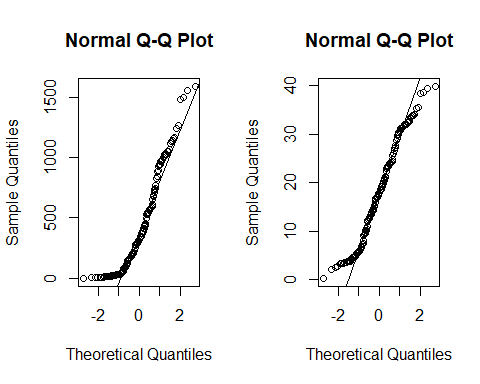 Normal Q-Q Plot
Sample Quantiles
0 500 1000 1500
-2 0 2
Theoretical Quantiles
Normal Q-Q Plot
Sample Quantiles
0 10 20 30 40
-2 0 2
Theoretical Quantiles